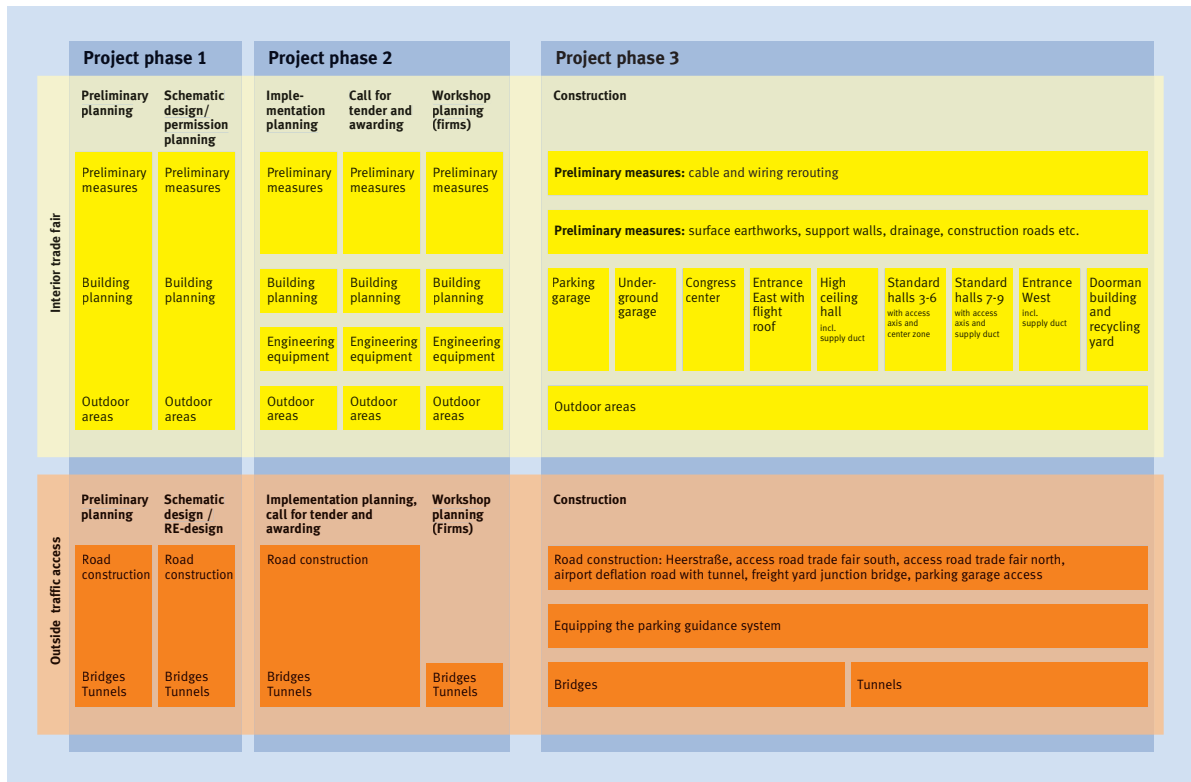 Project phase 1
Project phase 2
Project phase 3
Interior trade fair
Preliminary
planning
Schematic
design/
permission
planning
Imple-
mentation
planning
Call for
tender and
awarding
Workshop
planning
(firms)
Construction
Preliminary
measures
Preliminary
measures
Preliminary
measures
Preliminary
measures
Preliminary
measures
Preliminary measures: cable and wiring rerouting
Preliminary measures: surface earthworks, support walls, drainage, construction roads etc.
Building
planning
Building
planning
Building
planning
Building
planning
Building
planning
Parking
garage
Under-
ground
garage
Congress
center
Entrance
East with
flight
roof
High
ceiling
hall
incl.
supply duct
Standard
halls 3-6
with access
axis and
center zone
Standard
halls 7-9
with access
axis and
supply duct
Entrance
West
incl.
supply duct
Doorman
building
and
recycling
yard
Engineering
equipment
Engineering
equipment
Engineering
equipment
Outdoor
areas
Outdoor
areas
Outdoor
areas
Outdoor
areas
Outdoor
areas
Outdoor areas
Outside traffic access
Preliminary
planning
Schematic
design /
RE-design
Implementation planning,
call for tender and
awarding
Workshop
planning
(Firms)
Construction
Road
construction
Road
construction
Road construction
Road construction: Heerstraße, access road trade fair south, access road trade fair north,
airport deflation road with tunnel, freight yard junction bridge, parking garage access
Equipping the parking guidance system
Bridges
Tunnels
Bridges
Tunnels
Bridges
Tunnels
Bridges
Tunnels
Bridges
Tunnels